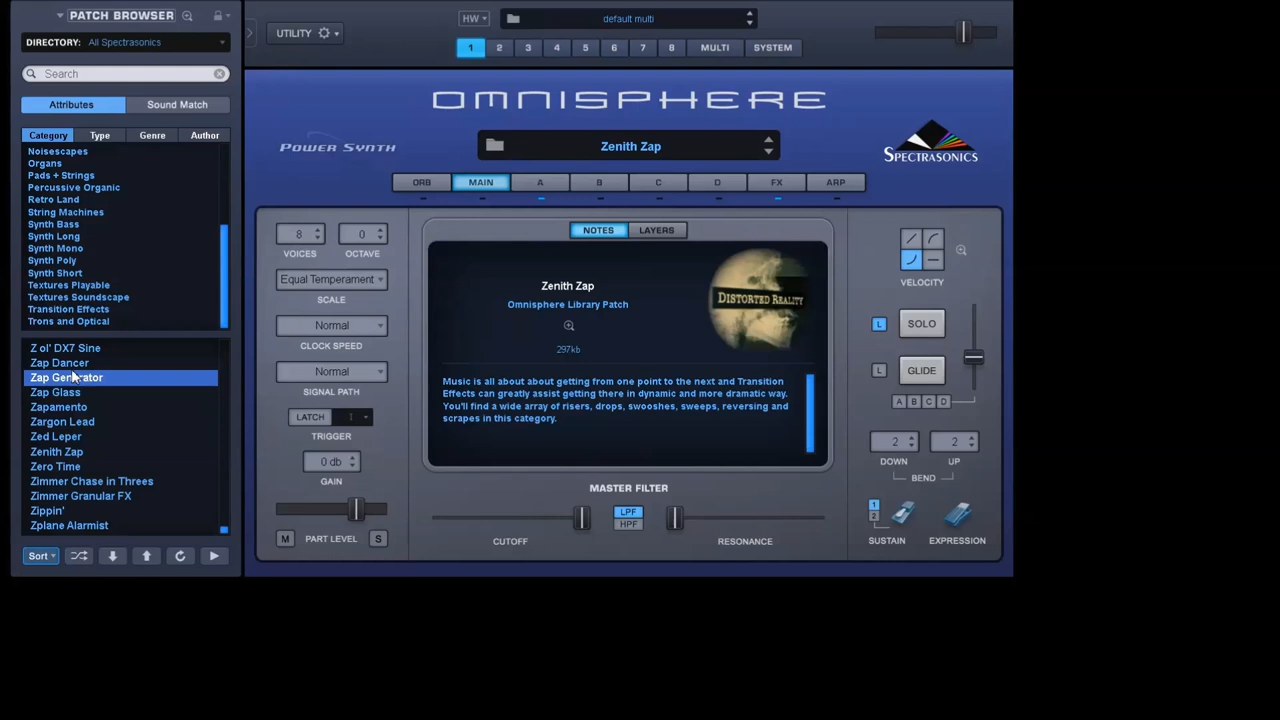 PATCH BROWSER
DIRECTORY: All Spectrasonics
Search
Attributes Sound Match
Category Type Genre Author
Noisescapes
Organs
Pads + Strings
Percussive Organic
Retro Land
String Machines
Synth Bass
Synth Long
Synth Mono
Synth Poly
Synth Short
Textures Playable
Textures Soundscape
Transition Effects
Trons and Optical
Z ol' DX7 Sine
Zap Dancer
Zap Generator
Zap Glass
Zapamento
Zargon Lead
Zed Leper
Zenith Zap
Zero Time
Zimmer Chase in Threes
Zimmer Granular FX
Zippin'
Zplane Alarmist
Sort
UTILITY
HW
default multi
1 2 3 4 5 6 7 8 MULTI SYSTEM
OMNISPHERE
POWER SYNTH
Zenith Zap
SPECTRASONICS
ORB MAIN A B C D FX ARP
8 0
VOICES OCTAVE
Equal Temperament
SCALE
Normal
CLOCK SPEED
Normal
SIGNAL PATH
LATCH 1
TRIGGER
0 db
GAIN
M PART LEVEL S
NOTES LAYERS
Zenith Zap
Omnisphere Library Patch
297kb
DISTORTED REALITY
Music is all about about getting from one point to the next and Transition
Effects can greatly assist getting there in dynamic and more dramatic way.
You'll find a wide array of risers, drops, swooshes, sweeps, reversing and
scrapes in this category.
MASTER FILTER
LPF
HPF
CUTOFF RESONANCE
VELOCITY
L SOLO
L GLIDE
A B C D
2 2
DOWN UP
BEND
1
2
SUSTAIN EXPRESSION